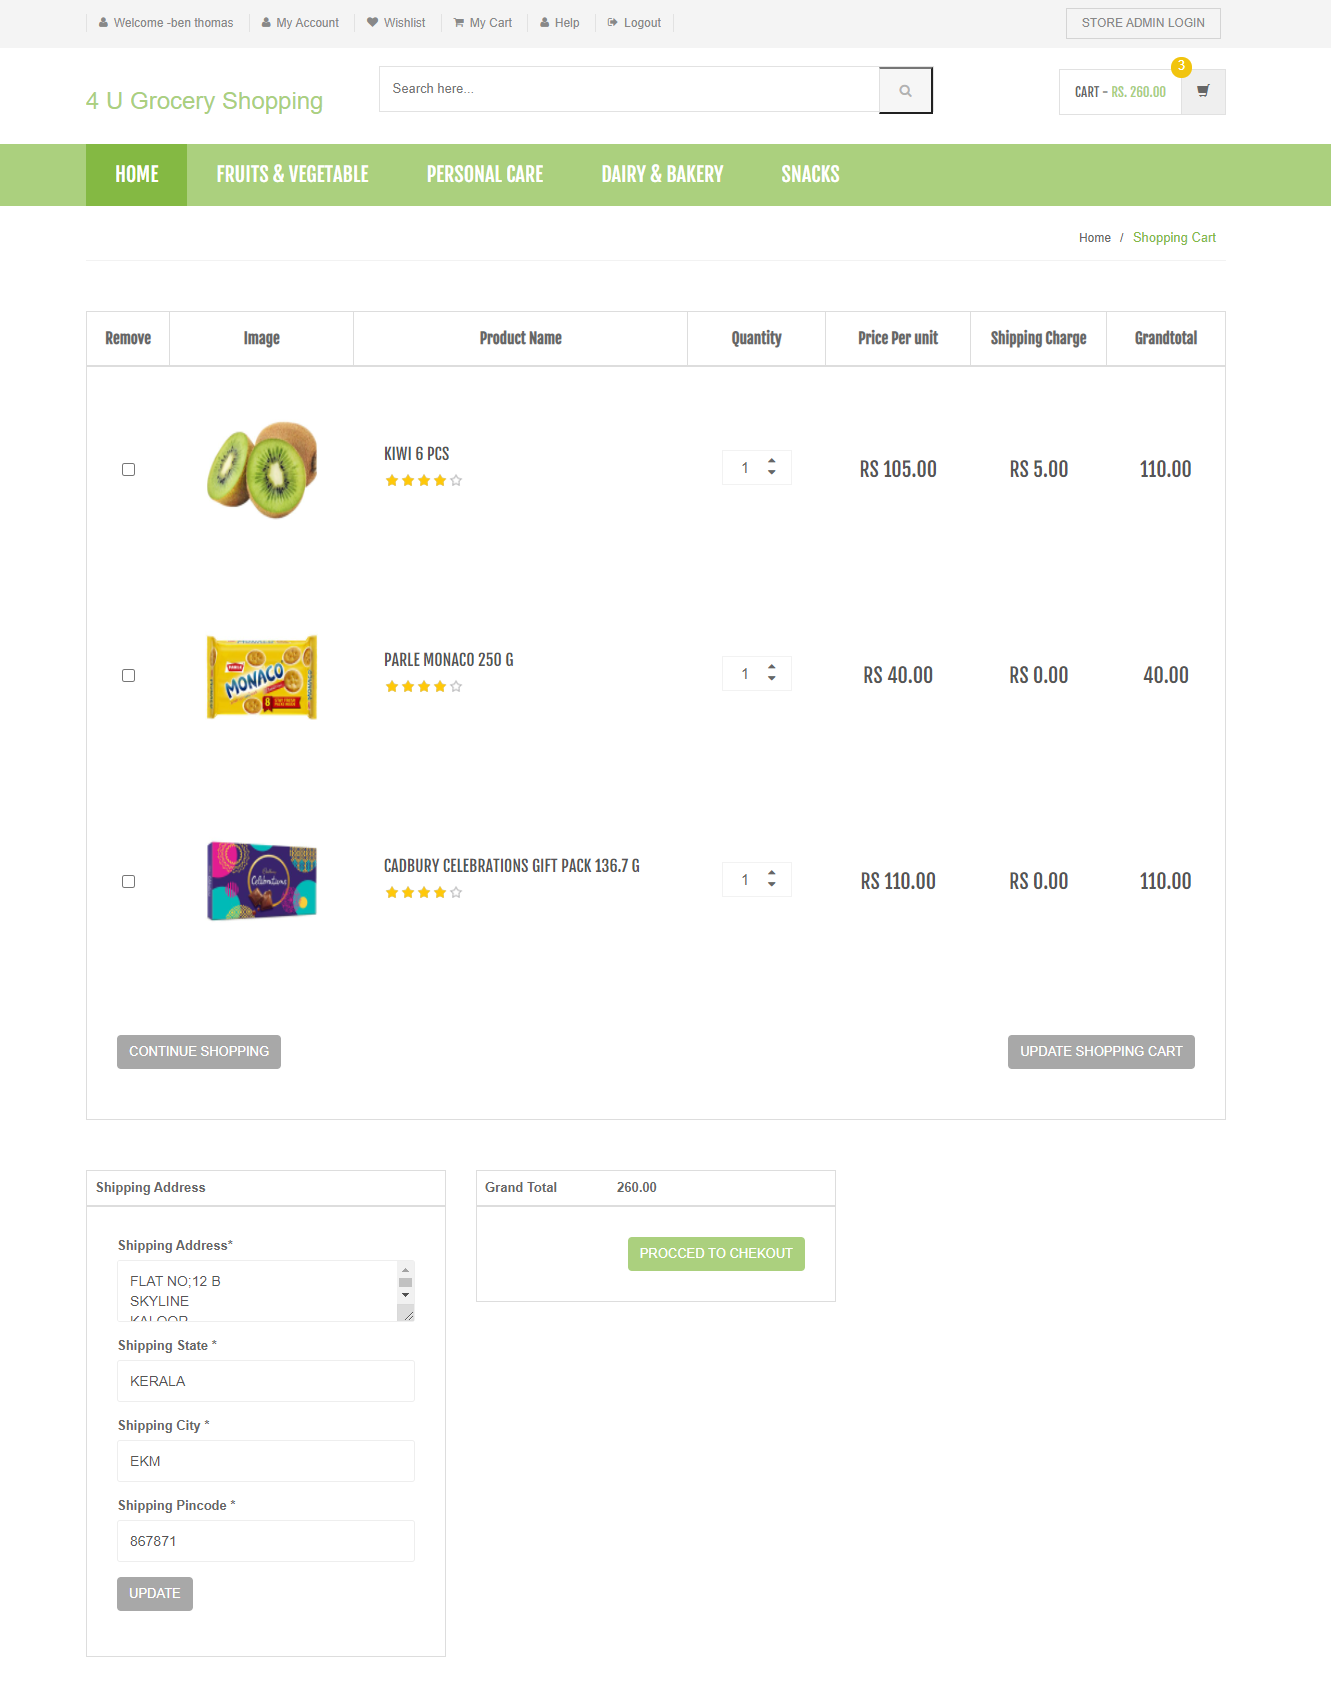 Welcome -ben thomas My Account Wishlist My Cart Help Logout STORE ADMIN LOGIN
3
4 U Grocery Shopping Search here... CART - RS. 260.00
HOME FRUITS & VEGETABLE PERSONAL CARE DAIRY & BAKERY SNACKS
Home / Shopping Cart
Remove Image Product Name Quantity Price Per unit Shipping Charge Grandtotal
KIWI 6 PCS
1 RS 105.00 RS 5.00 110.00
PARLE MONACO 250 G
PARLE
MONACO
8
1 RS 40.00 RS 0.00 40.00
CADBURY CELEBRATIONS GIFT PACK 136.7 G
Celebrations
1 RS 110.00 RS 0.00 110.00
CONTINUE SHOPPING UPDATE SHOPPING CART
Shipping Address
Grand Total 260.00
Shipping Address*
PROCCED TO CHEKOUT
FLAT NO;12 B
SKYLINE
KALOOR
Shipping State *
KERALA
Shipping City *
EKM
Shipping Pincode *
867871
UPDATE